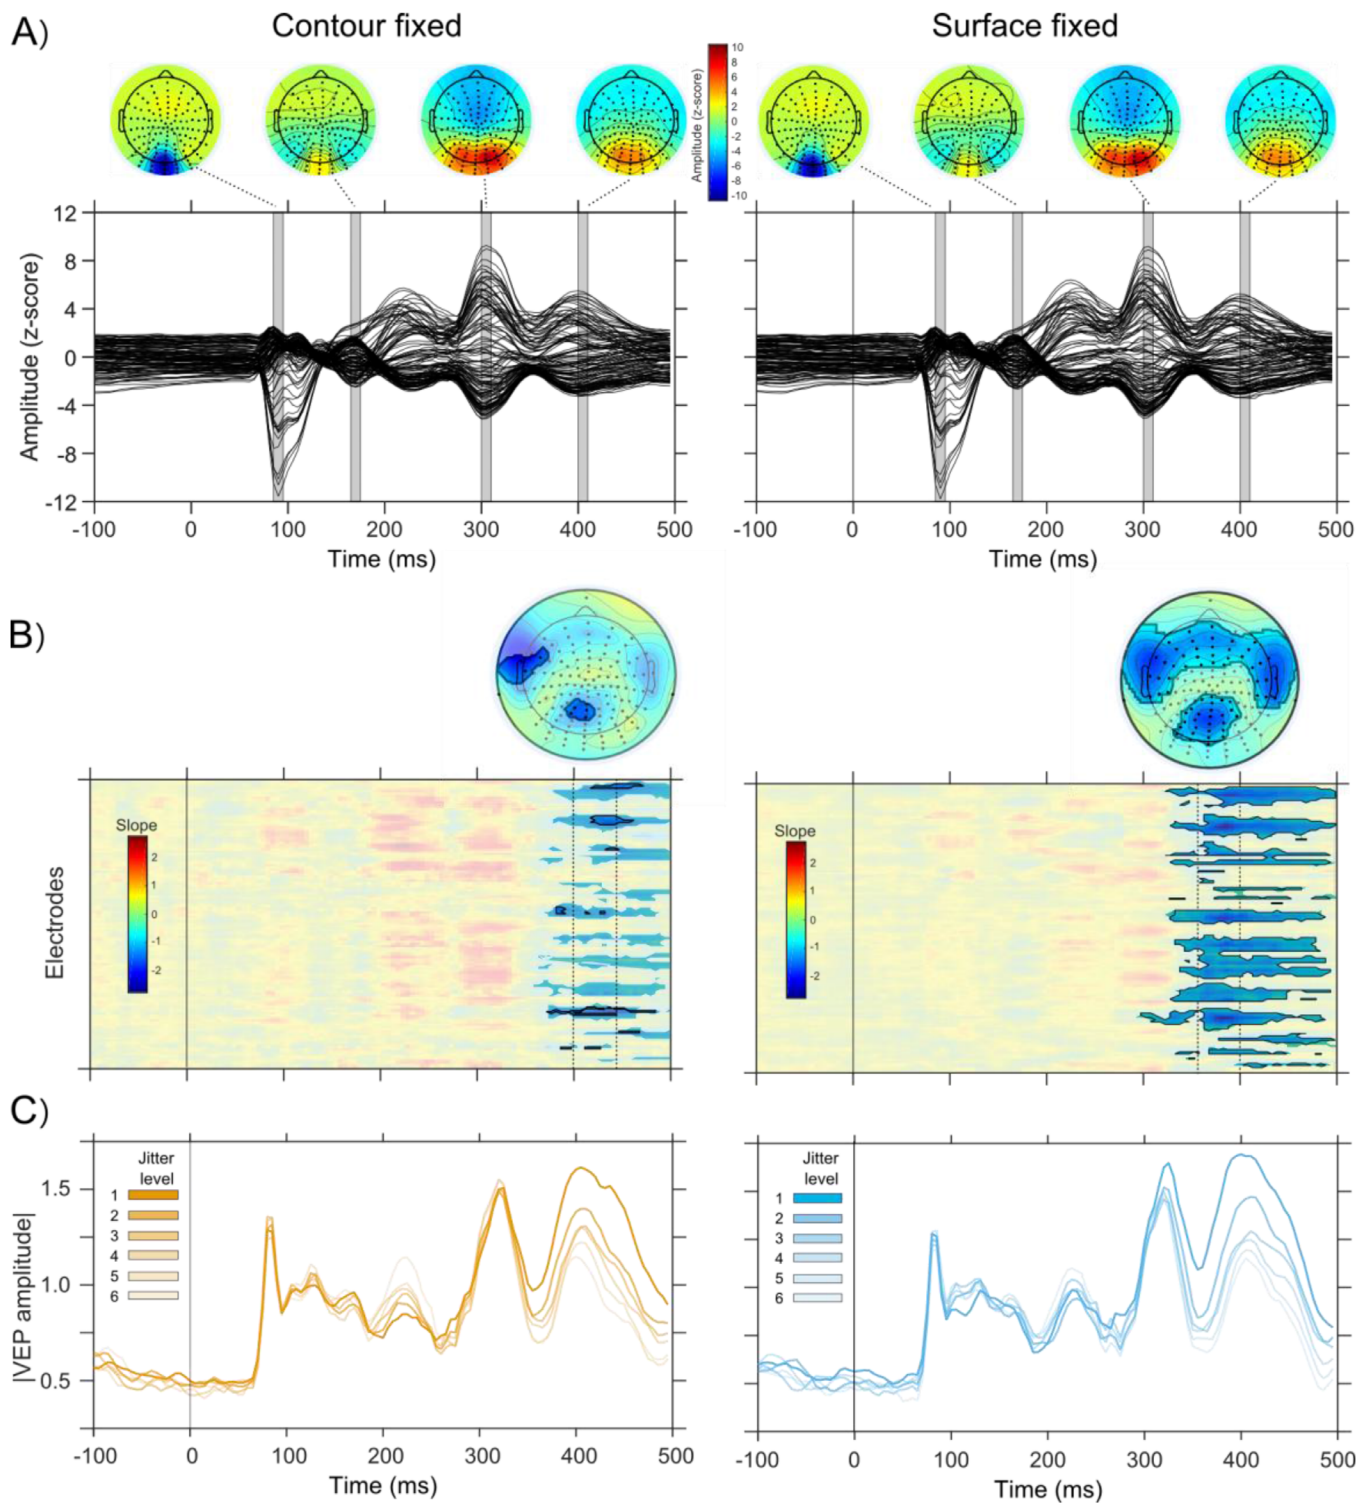 A)
Contour fixed
Surface fixed
Amplitude (z-score)
10
8
6
4
2
0
-2
-4
-6
-8
-10
Amplitude (z-score)
12
8
4
0
-4
-8
-12
-100 0 100 200 300 400 500
Time (ms)
-100 0 100 200 300 400 500
Time (ms)
B)
Electrodes
Slope
2
1
0
-1
-2
Slope
2
1
0
-1
-2
C)
|VEP amplitude|
1.5
1.0
0.5
Jitter
level
1
2
3
4
5
6
-100 0 100 200 300 400 500
Time (ms)
Jitter
level
1
2
3
4
5
6
-100 0 100 200 300 400 500
Time (ms)